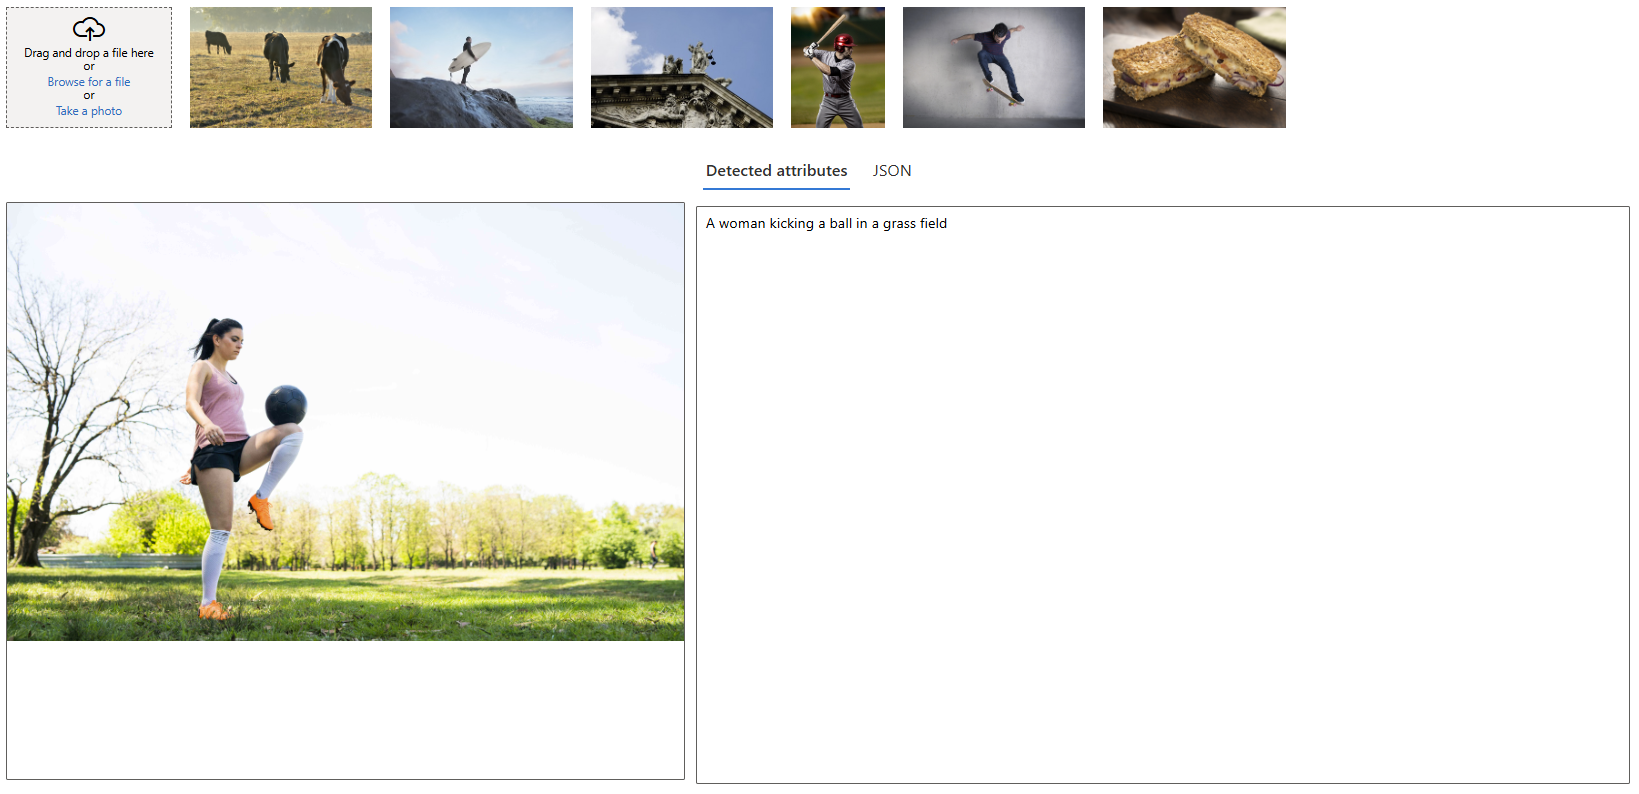 Drag and drop a file here
or
Browse for a file
or
Take a photo
Detected attributes
JSON
A woman kicking a ball in a grass field